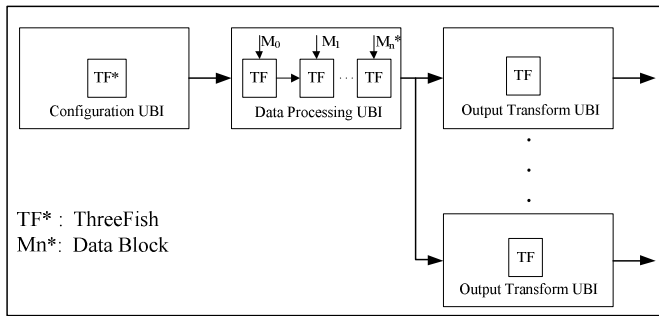 M0 M1 Mn*
TF* TF TF ... TF TF
Configuration UBI Data Processing UBI Output Transform UBI
TF* : ThreeFish
Mn*: Data Block
TF
Output Transform UBI